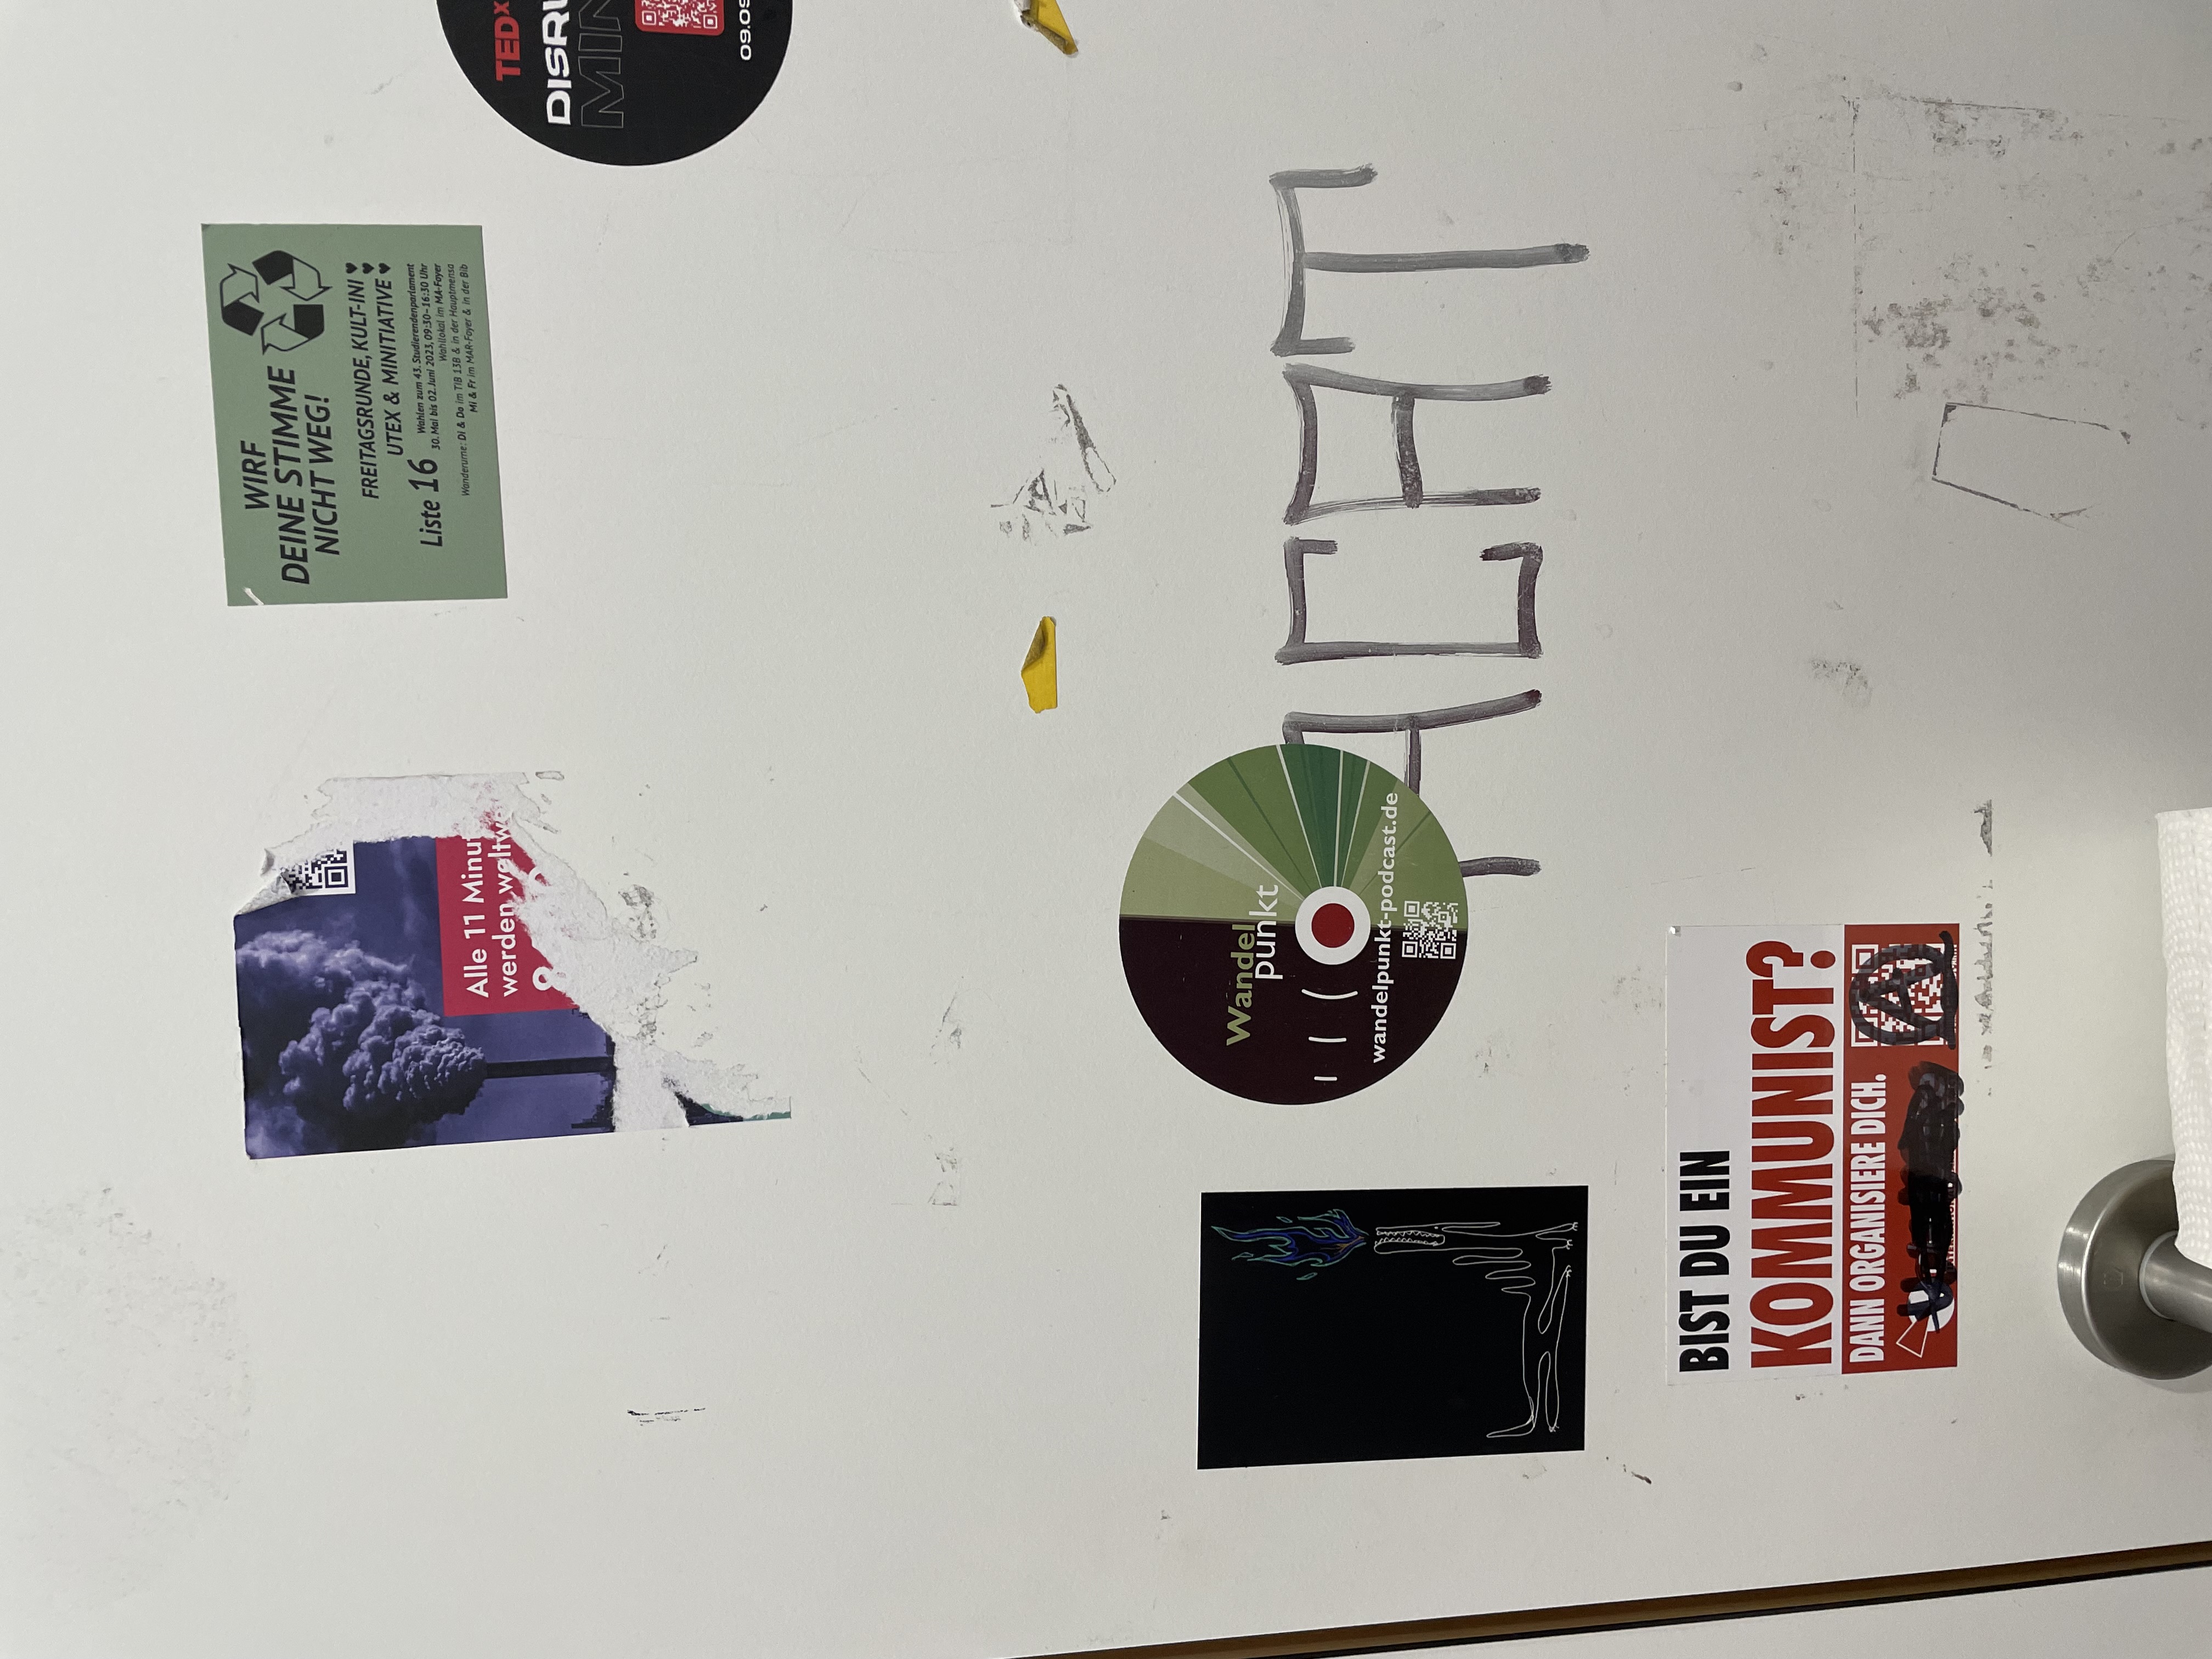 Alle 11 Minut
werden weltwe
WIRF
DEINE STIMME
NICHT WEG!
FREITAGSRUNDE, KULT-INI ♥
♥
UTEX & MINITIATIVE ♥
Liste 16
Wahlen zum 43. Studierendenparlament
30. Mai bis 02. Juni 2023, 09:30–16:30 Uhr
Wahllokal im MA-Foyer
Wanderurne: Di & Do im TIB 13B & in der Hauptmensa
Mi & Fr im MAR-Foyer & in der Bib
TEDx
DISRU
MIN
09.09
Wandel
punkt
wandelpunkt-podcast.de
ACAT
BIST DU EIN
KOMMUNIST?
DANN ORGANISIERE DICH.
A